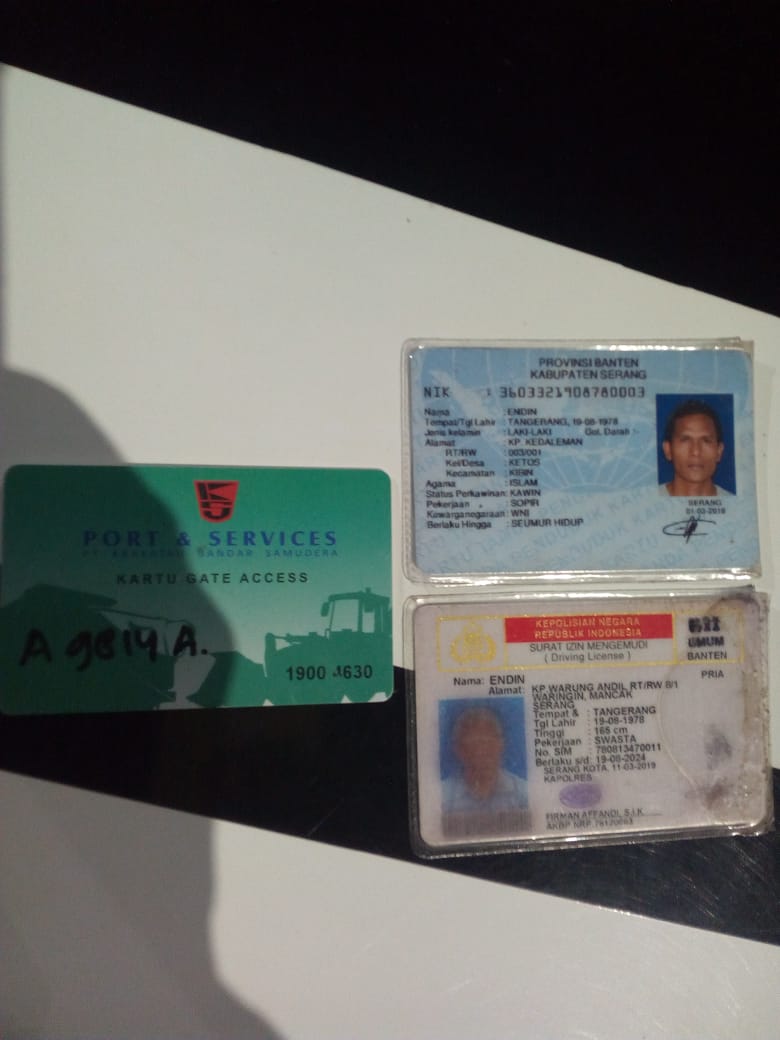 PORT & SERVICES
PT KRAKATAU BANDAR SAMUDERA
KARTU GATE ACCESS
A 9814 A.
1900 1630
PROVINSI BANTEN
KABUPATEN SERANG
NIK : 3603321908780003
Nama : ENDIN
Tempat/Tgl Lahir : TANGERANG, 19-08-1978
Jenis kelamin : LAKI-LAKI Gol. Darah :-
Alamat : KP. KEDALEMAN
RT/RW : 003/001
Kel/Desa : KETOS
Kecamatan : KIBIN
Agama : ISLAM
Status Perkawinan: KAWIN
Pekerjaan : SOPIR
Kewarganegaraan: WNI
Berlaku Hingga : SEUMUR HIDUP
SERANG
01-03-2018
KEPOLISIAN NEGARA
REPUBLIK INDONESIA
SURAT IZIN MENGEMUDI
( Driving License )
UMUM
BANTEN
PRIA
Nama: ENDIN
Alamat: KP WARUNG ANDIL RT/RW 8/1
WARINGIN, MANCAK
SERANG
Tempat & : TANGERANG
Tgl Lahir : 19-08-1978
Tinggi : 165 cm
Pekerjaan : SWASTA
No. SIM : 780813470011
Berlaku s/d : 19-08-2024
SERANG KOTA, 11-03-2019
KAPOLRES
FIRMAN AFFANDI, S.I.K
AKBP NRP.